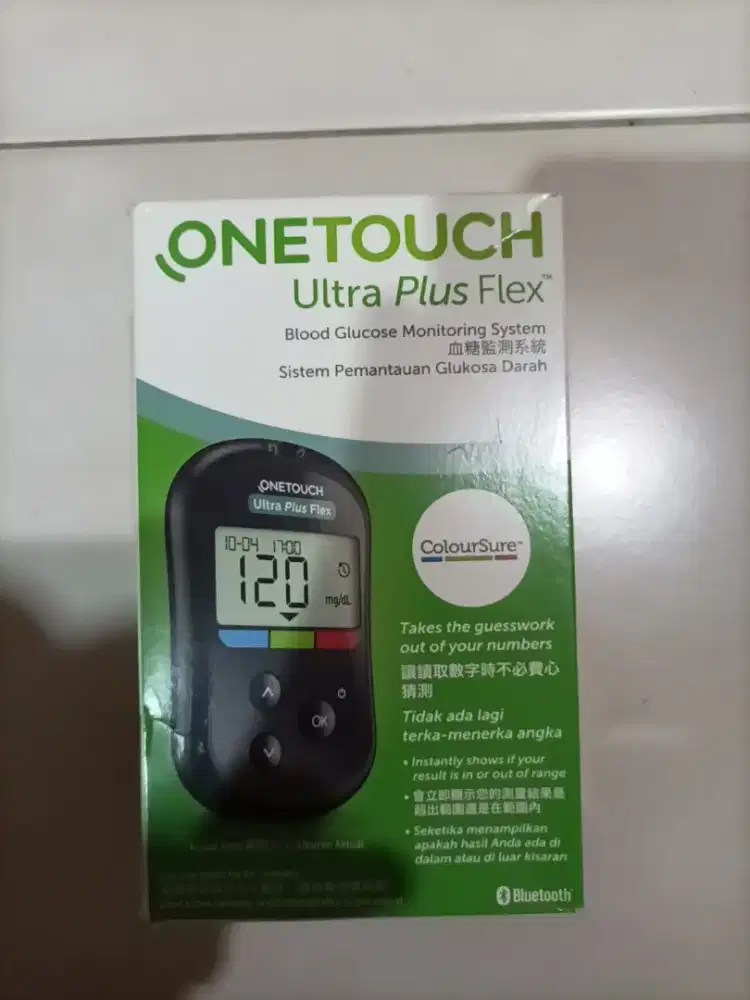 ONETOUCH
Ultra Plus Flex™
Blood Glucose Monitoring System
血糖監測系統
Sistem Pemantauan Glukosa Darah
ONETOUCH
Ultra Plus Flex
10-04 17:00
120
mg/dL
OK
ColourSure™
Takes the guesswork
out of your numbers
讓讀取數字時不必費心
猜測
Tidak ada lagi
terka-menerka angka
• Instantly shows if your
result is in or out of range
• 會立即顯示您的測量結果是
超出範圍還是在範圍內
• Seketika menampilkan
apakah hasil Anda ada di
dalam atau di luar kisaran
Bluetooth